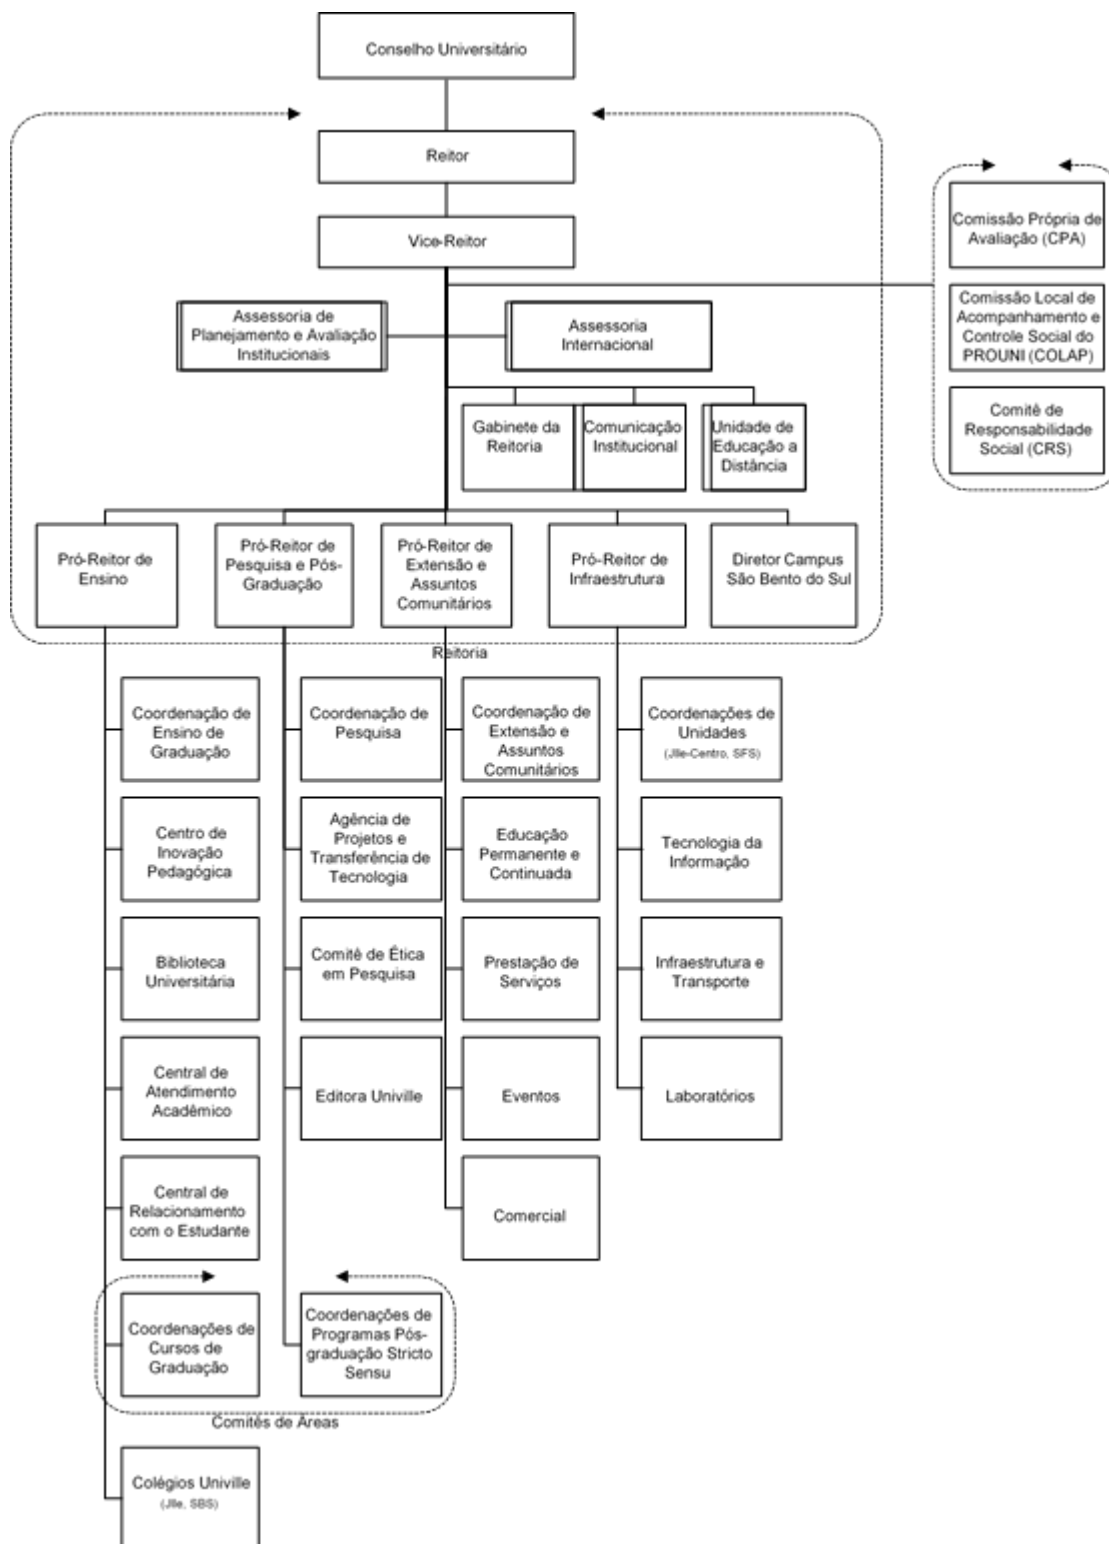 Conselho Universitário
Reitor
Vice-Reitor
Comissão Própria de
Avaliação (CPA)
Comissão Local de
Acompanhamento e
Controle Social do
PROUNI (COLAP)
Comitê de
Responsabilidade
Social (CRS)
Assessoria de
Planejamento e Avaliação
Institucionais
Assessoria
Internacional
Gabinete da
Reitoria
Comunicação
Institucional
Unidade de
Educação a
Distância
Pró-Reitor de
Ensino
Pró-Reitor de
Pesquisa e Pós-
Graduação
Pró-Reitor de
Extensão e
Assuntos
Comunitários
Pró-Reitor de
Infraestrutura
Diretor Campus
São Bento do Sul
Reitoria
Coordenação de
Ensino de
Graduação
Coordenação de
Pesquisa
Coordenação de
Extensão e
Assuntos
Comunitários
Coordenações de
Unidades
(Jlle-Centro, SFS)
Centro de
Inovação
Pedagógica
Agência de
Projetos e
Transferência de
Tecnologia
Educação
Permanente e
Continuada
Tecnologia da
Informação
Biblioteca
Universitária
Comitê de Ética
em Pesquisa
Prestação de
Serviços
Infraestrutura e
Transporte
Central de
Atendimento
Acadêmico
Editora Univille
Eventos
Laboratórios
Central de
Relacionamento
com o Estudante
Comercial
Coordenações de
Cursos de
Graduação
Coordenações de
Programas Pós-
graduação Stricto
Sensu
Comitês de Áreas
Colégios Univille
(Jlle, SBS)